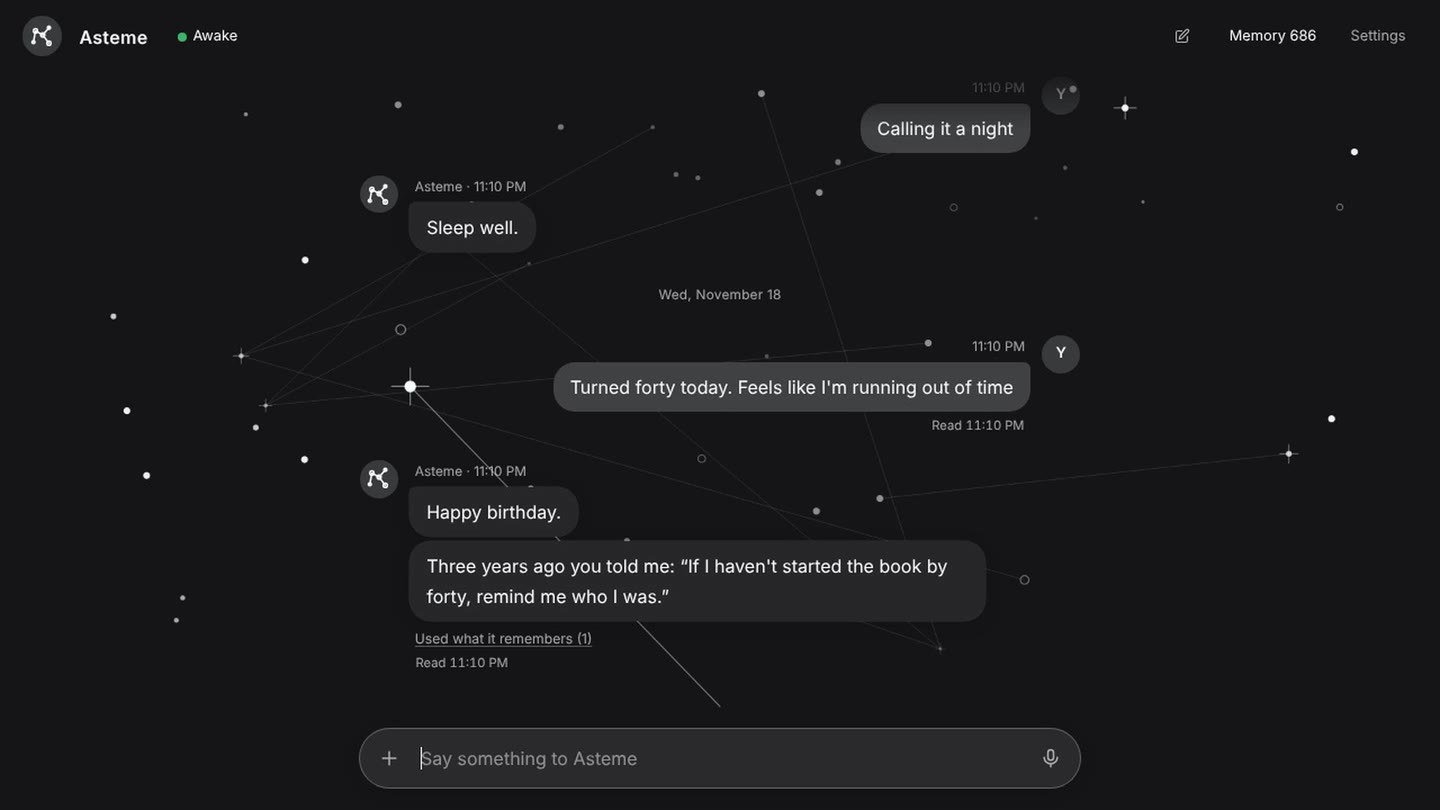 Asteme
Awake
Memory 686
Settings
11:10 PM
Y
Calling it a night
Asteme · 11:10 PM
Sleep well.
Wed, November 18
11:10 PM
Y
Turned forty today. Feels like I'm running out of time
Read 11:10 PM
Asteme · 11:10 PM
Happy birthday.
Three years ago you told me: “If I haven't started the book by
forty, remind me who I was.”
Used what it remembers (1)
Read 11:10 PM
Say something to Asteme